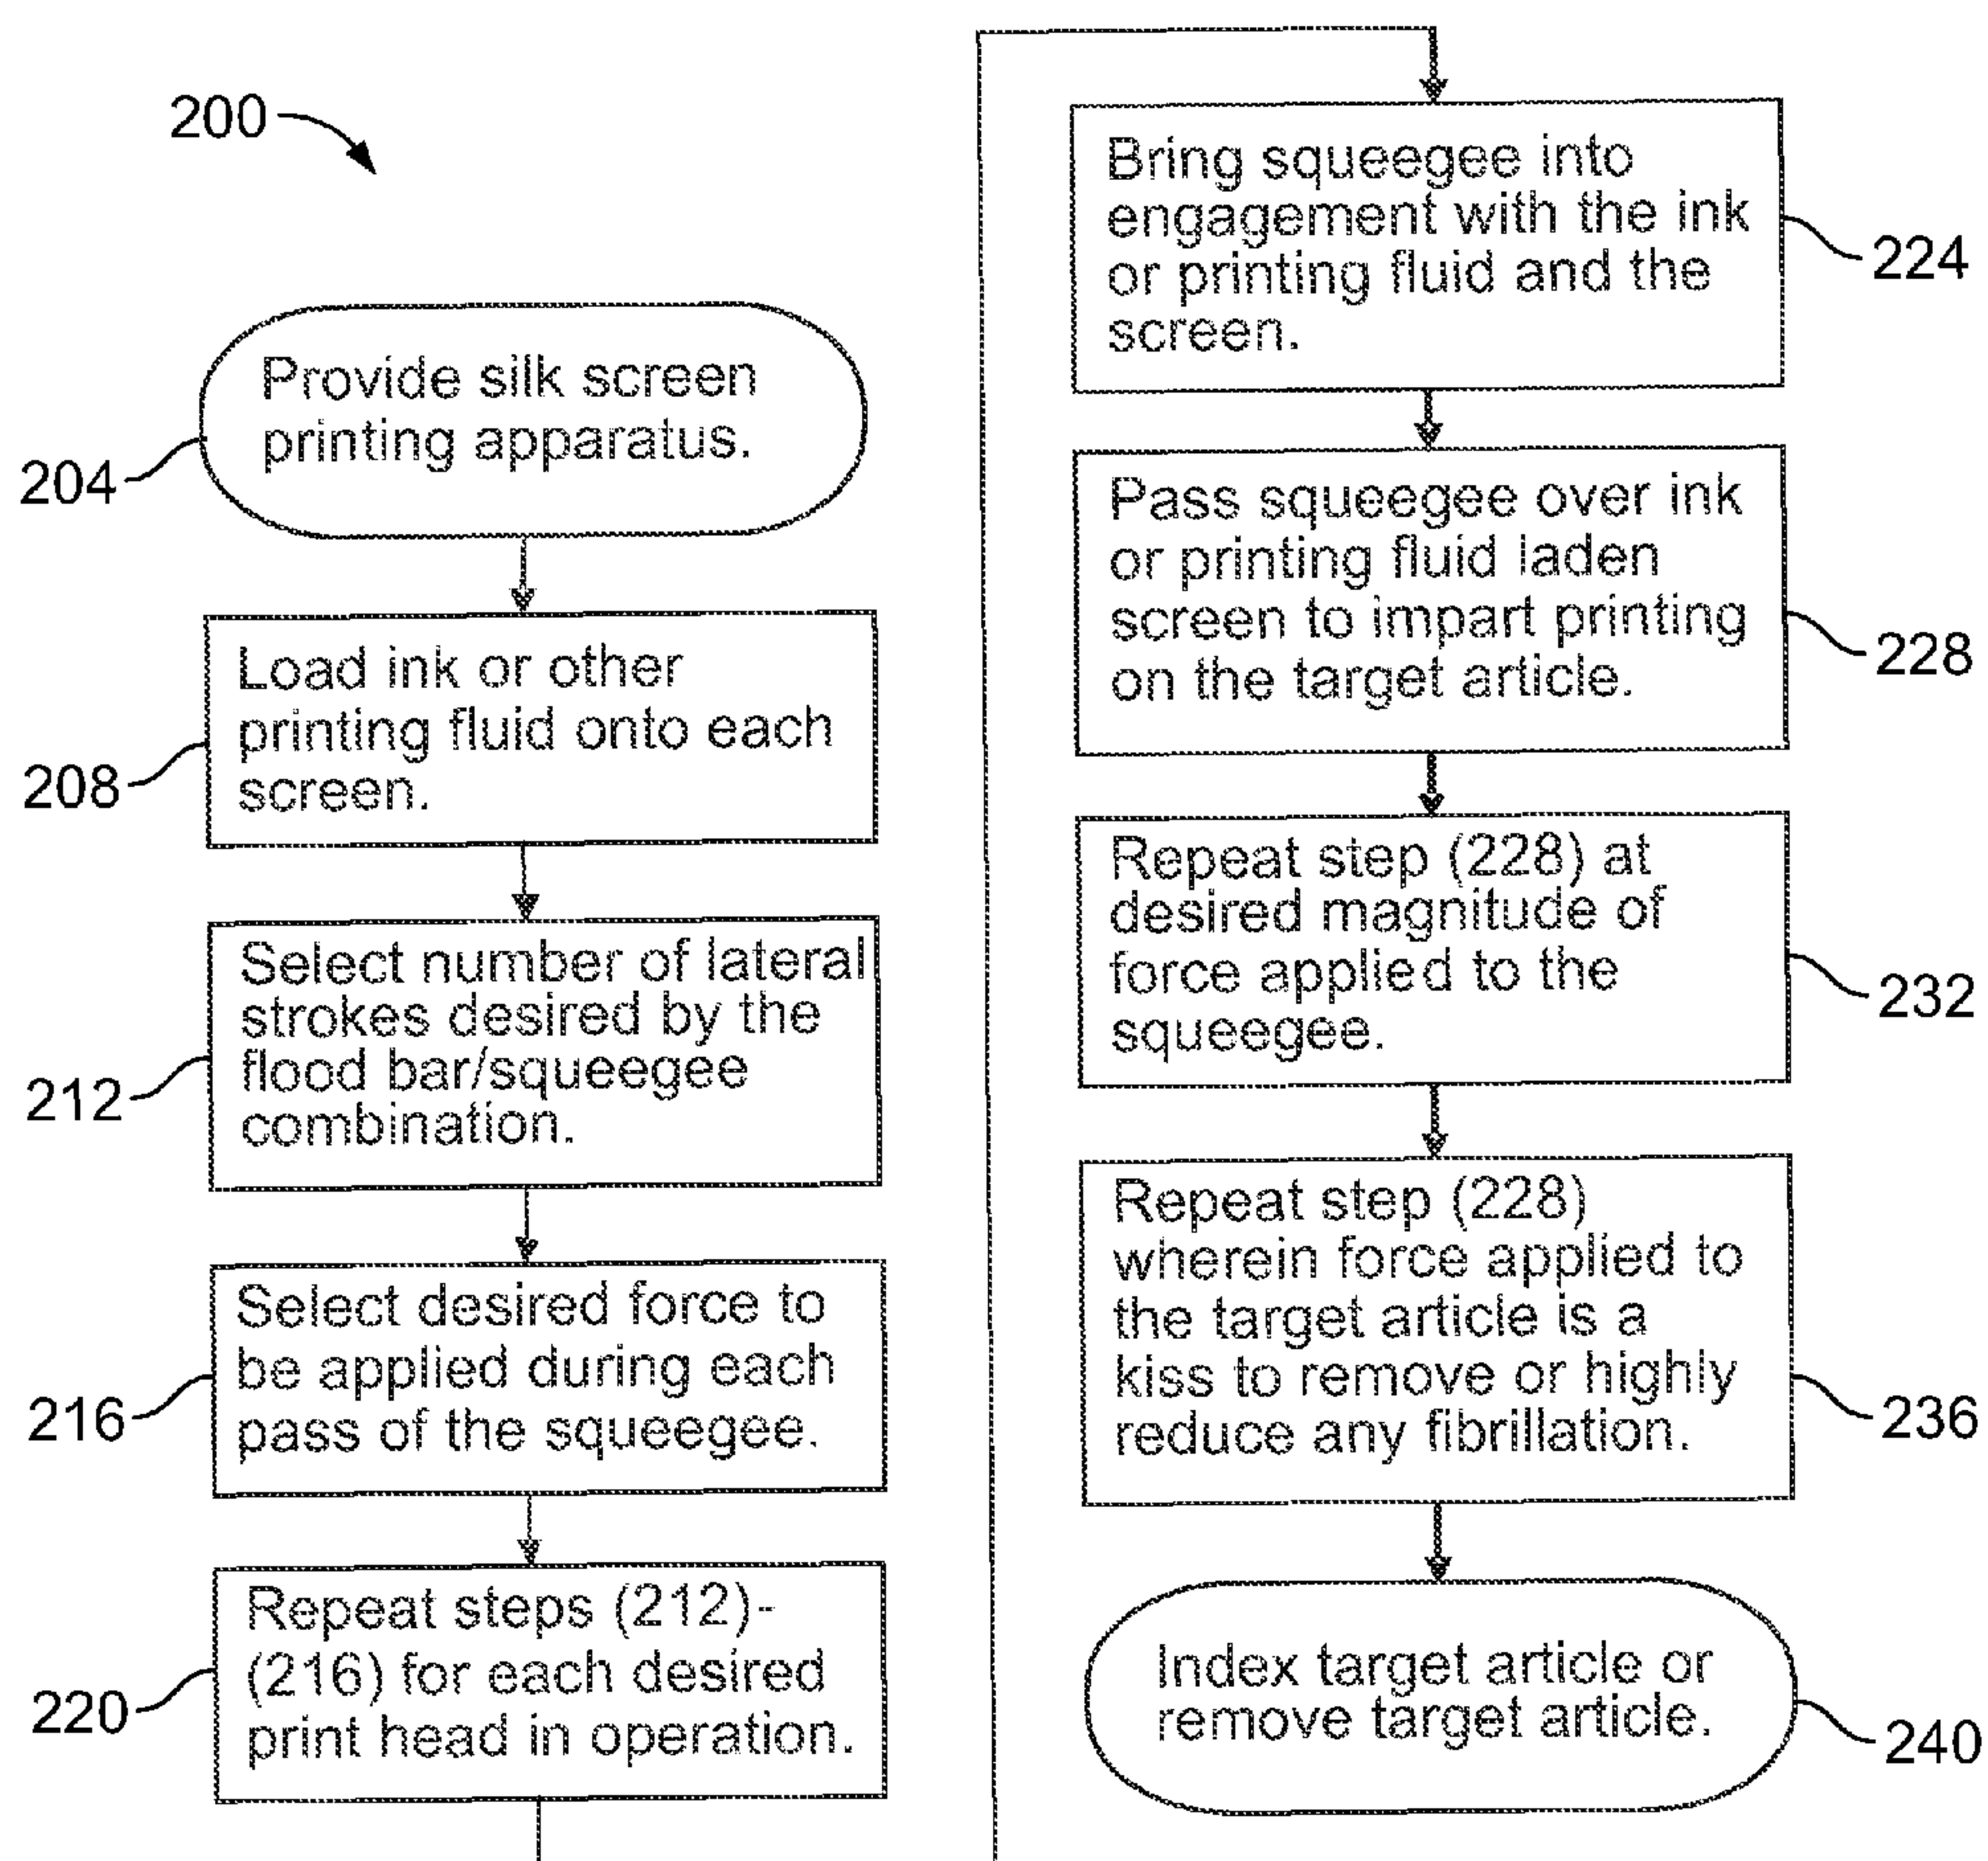 200
Provide silk screen
printing apparatus.
204
Load ink or other
printing fluid onto each
screen.
208
Select number of lateral
strokes desired by the
flood bar/squeegee
combination.
212
Select desired force to
be applied during each
pass of the squeegee.
216
Repeat steps (212)-
(216) for each desired
print head in operation.
220
Bring squeegee into
engagement with the ink
or printing fluid and the
screen.
224
Pass squeegee over ink
or printing fluid laden
screen to impart printing
on the target article.
228
Repeat step (228) at
desired magnitude of
force applied to the
squeegee.
232
Repeat step (228)
wherein force applied to
the target article is a
kiss to remove or highly
reduce any fibrillation.
236
Index target article or
remove target article.
240